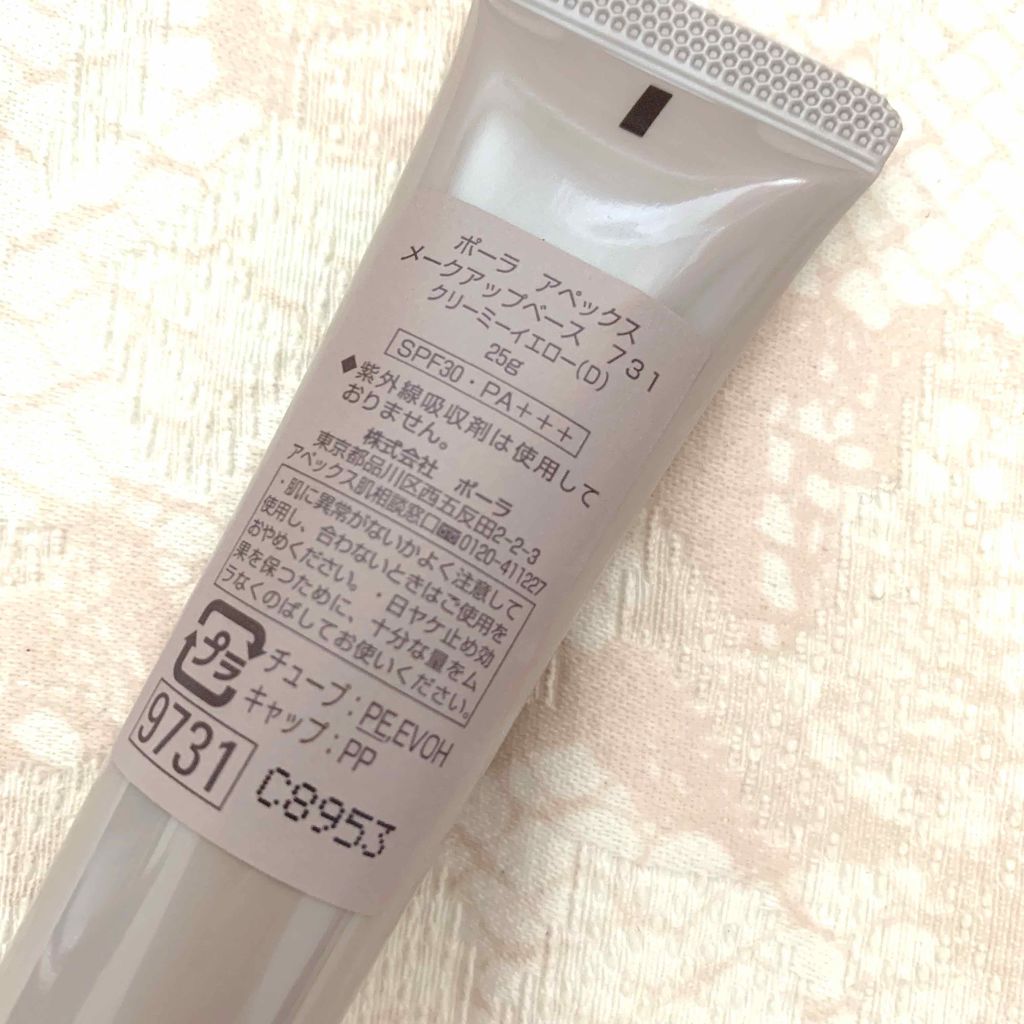 ポーラ アペックス
メークアップベース 731
クリーミーイエロー(D)
25g
SPF30・PA+++
◆紫外線吸収剤は使用して
おりません。
株式会社 ポーラ
東京都品川区西五反田2-2-3
アペックス肌相談窓口 0120-411227
・肌に異常がないかよく注意して
使用し、合わないときはご使用を
おやめください。・日ヤケ止め効
果を保つために、十分な量をム
ラなくのばしてお使いください。
プラ
チューブ:PE,EVOH
キャップ:PP
9731
C8953